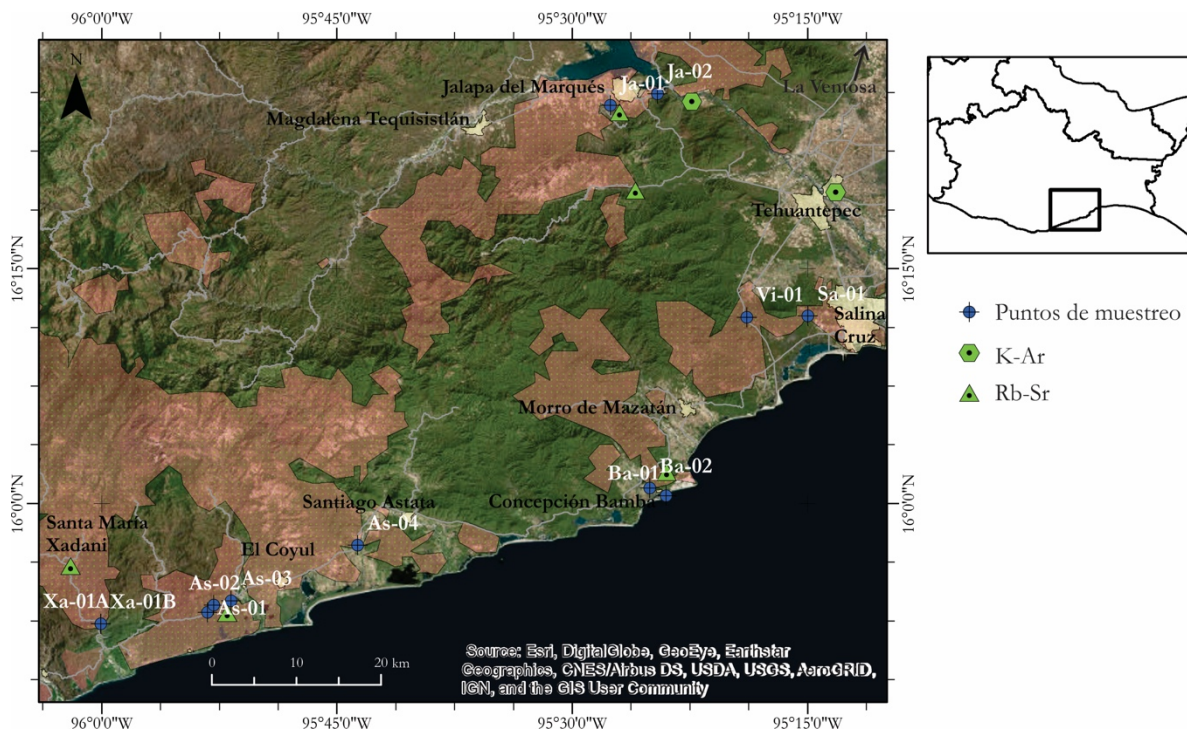 96°0'0"W 95°45'0"W 95°30'0"W 95°15'0"W
N
Jalapa del Marqués
Ja-01
Ja-02
La Ventosa
Magdalena Tequisistlán
Tehuantepec
16°15'0"N
16°15'0"N
Vi-01
Sa-01
Salina
Cruz
Morro de Mazatán
Ba-01
Ba-02
Concepción Bamba
16°0'0"N
16°0'0"N
Santiago Astata
As-04
Santa María
Xadani
El Coyul
As-02
As-03
As-01
Xa-01A
Xa-01B
0 10 20 km
Source: Esri, DigitalGlobe, GeoEye, Earthstar
Geographics, CNES/Airbus DS, USDA, USGS, AeroGRID,
IGN, and the GIS User Community
96°0'0"W 95°45'0"W 95°30'0"W 95°15'0"W
Puntos de muestreo
K-Ar
Rb-Sr